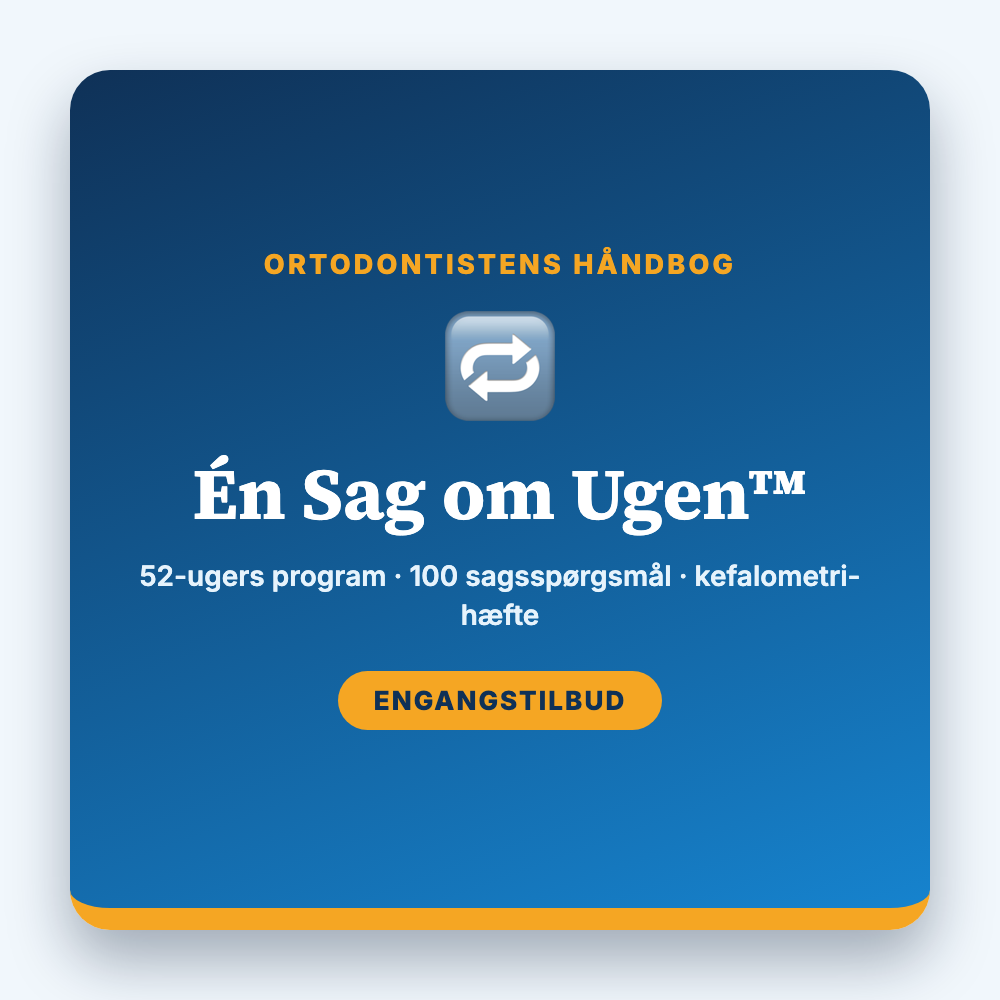 ORTODONTISTENS HÅNDBOG
Én Sag om Ugen™
52-ugers program · 100 sagsspørgsmål · kefalometri-
hæfte
ENGANGSTILBUD